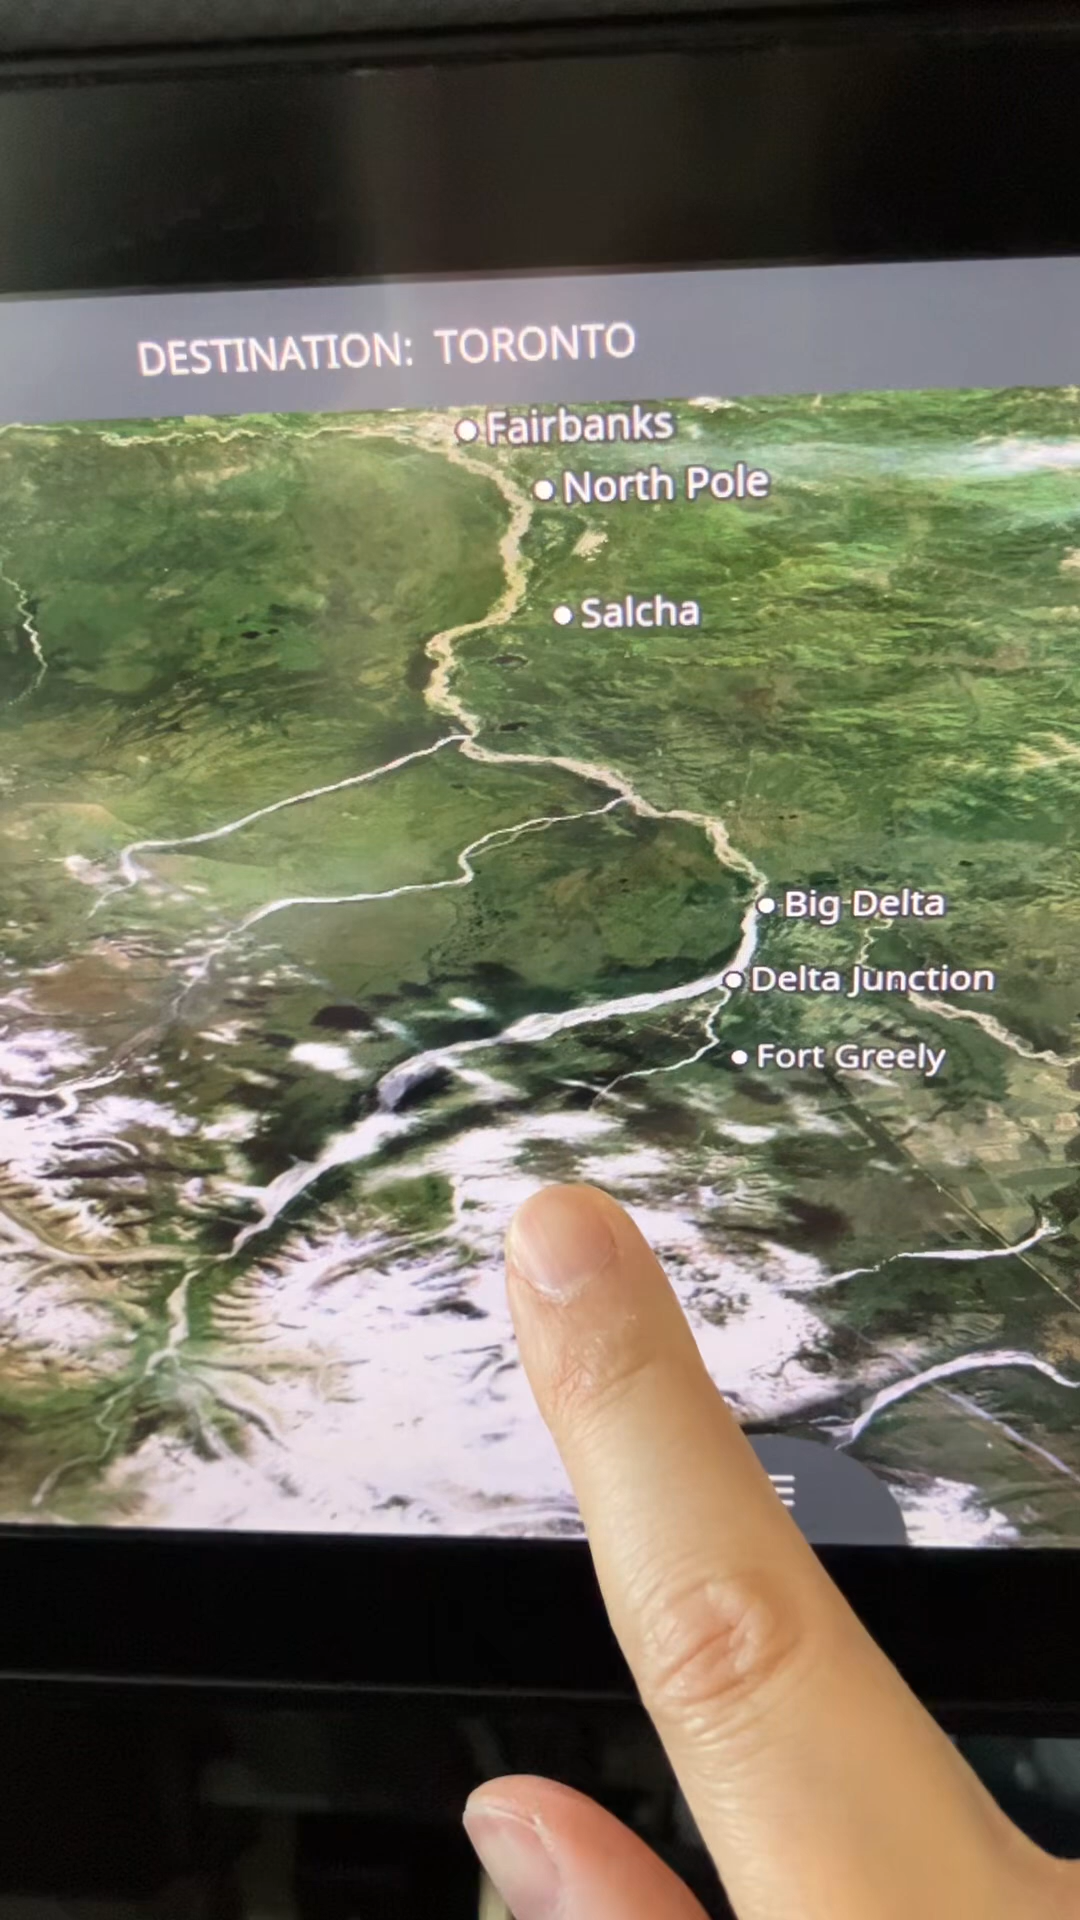 DESTINATION: TORONTO
Fairbanks
North Pole
Salcha
Big Delta
Delta Junction
Fort Greely